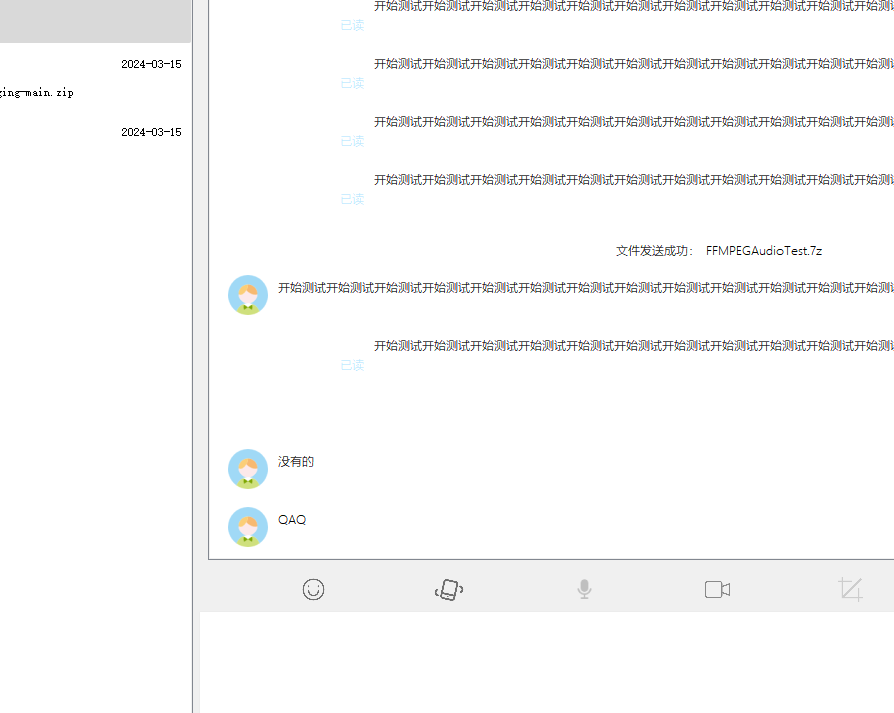 2024-03-15
ing-main.zip
2024-03-15
开始测试开始测试开始测试开始测试开始测试开始测试开始测试开始测试开始测试开始测试开始测
已读
开始测试开始测试开始测试开始测试开始测试开始测试开始测试开始测试开始测试开始测试开始测
已读
开始测试开始测试开始测试开始测试开始测试开始测试开始测试开始测试开始测试开始测试开始测
已读
开始测试开始测试开始测试开始测试开始测试开始测试开始测试开始测试开始测试开始测试开始测
已读
文件发送成功： FFMPEGAudioTest.7z
开始测试开始测试开始测试开始测试开始测试开始测试开始测试开始测试开始测试开始测试开始测试开始测试开始测
开始测试开始测试开始测试开始测试开始测试开始测试开始测试开始测试开始测试开始测试开始测
已读
没有的
QAQ